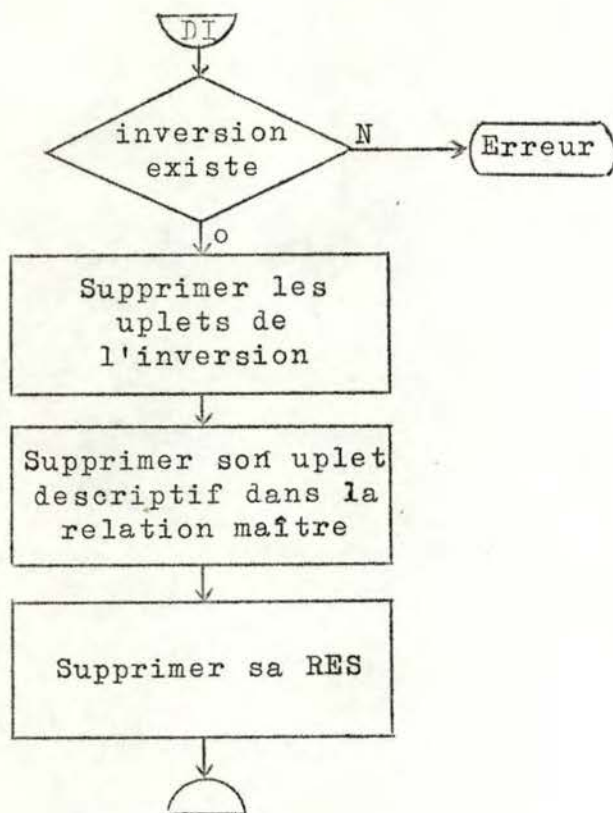 DI
inversion
existe
N
Erreur
o
Supprimer les
uplets de
l'inversion
Supprimer son uplet
descriptif dans la
relation maître
Supprimer sa RES